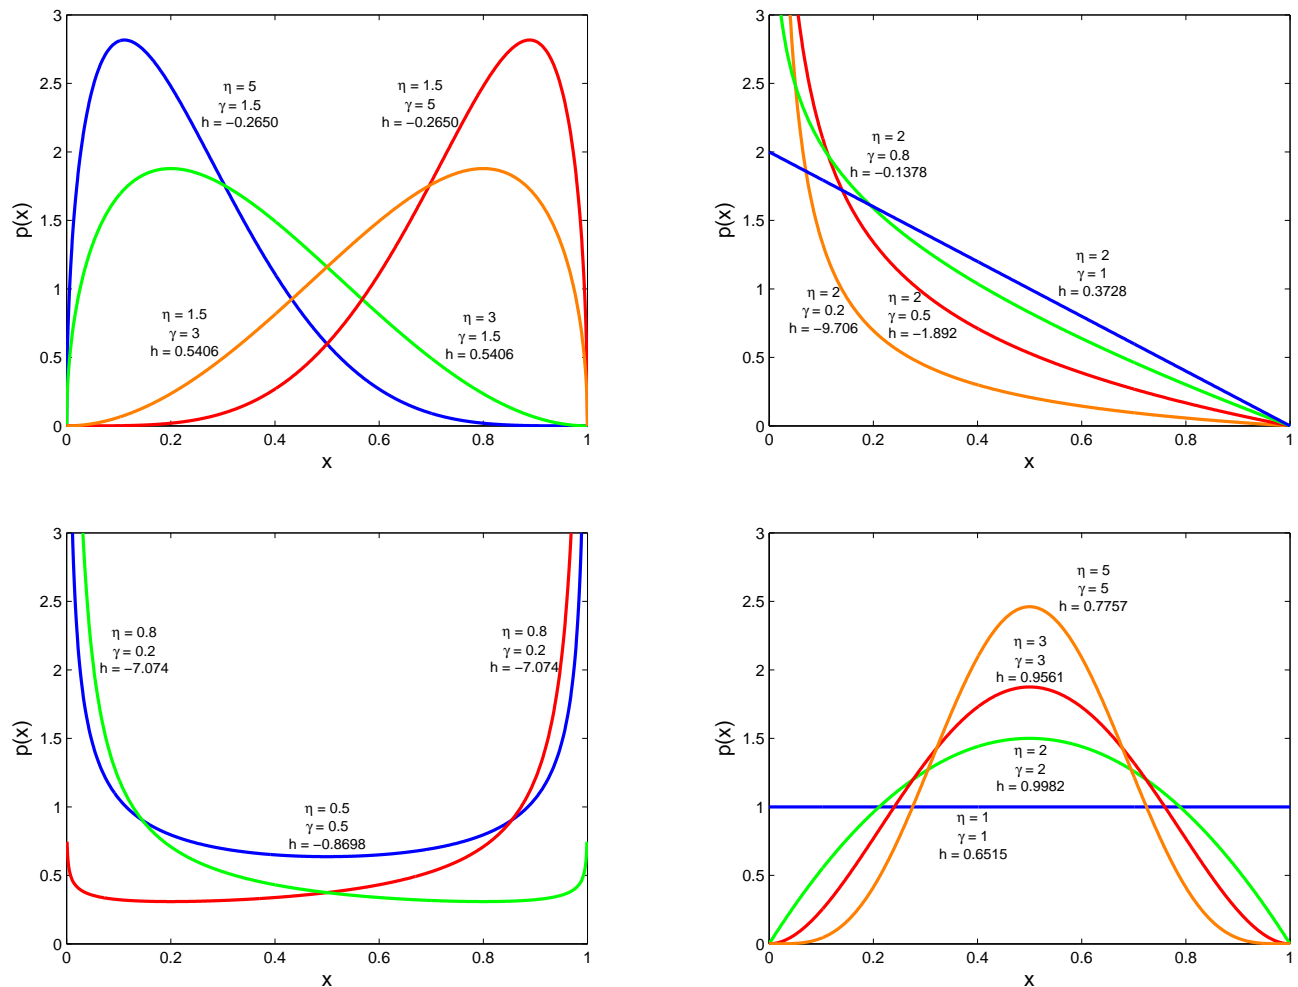 3
2.5
2
1.5
1
0.5
0
p(x)
η = 5
γ = 1.5
h = −0.2650
η = 1.5
γ = 5
h = −0.2650
η = 1.5
γ = 3
h = 0.5406
η = 3
γ = 1.5
h = 0.5406
0 0.2 0.4 0.6 0.8 1
x
3
2.5
2
1.5
1
0.5
0
p(x)
η = 2
γ = 0.8
h = −0.1378
η = 2
γ = 1
h = 0.3728
η = 2
γ = 0.2
h = −9.706
η = 2
γ = 0.5
h = −1.892
0 0.2 0.4 0.6 0.8 1
x
3
2.5
2
1.5
1
0.5
0
p(x)
η = 0.8
γ = 0.2
h = −7.074
η = 0.8
γ = 0.2
h = −7.074
η = 0.5
γ = 0.5
h = −0.8698
0 0.2 0.4 0.6 0.8 1
x
3
2.5
2
1.5
1
0.5
0
p(x)
η = 5
γ = 5
h = 0.7757
η = 3
γ = 3
h = 0.9561
η = 2
γ = 2
h = 0.9982
η = 1
γ = 1
h = 0.6515
0 0.2 0.4 0.6 0.8 1
x